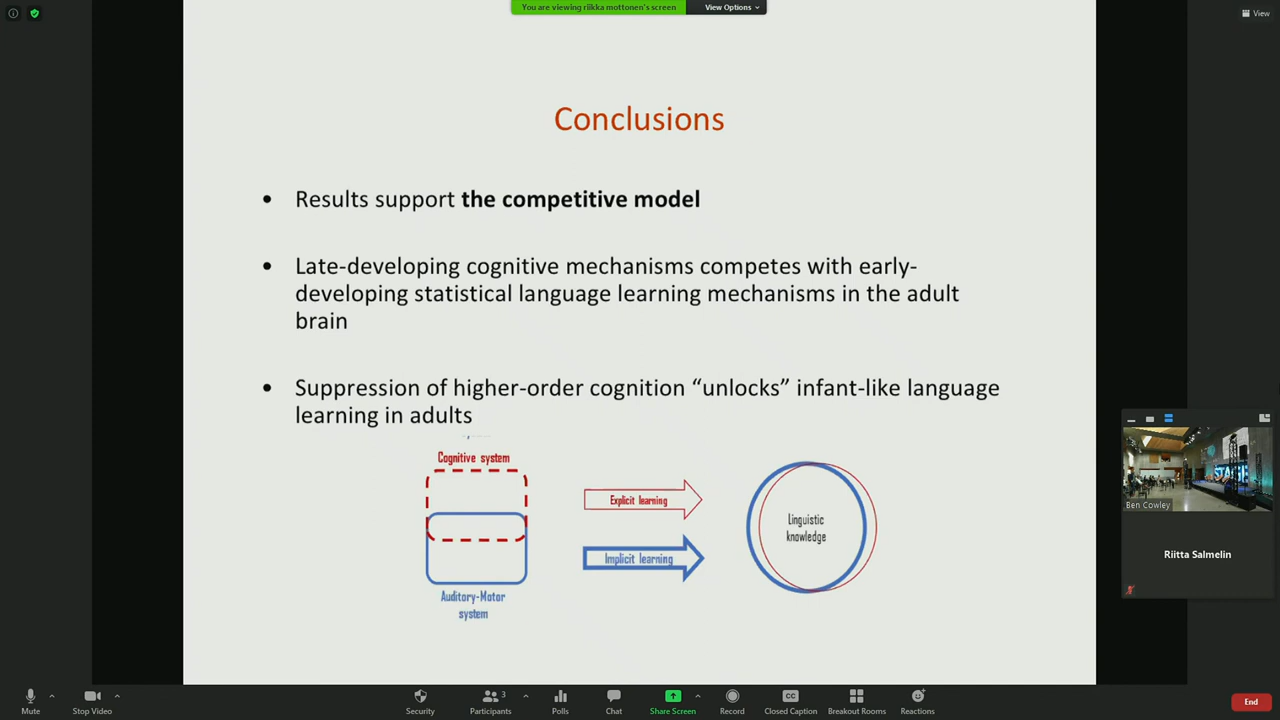 You are viewing riikka mottonen's screen
View Options
View
Conclusions
• Results support the competitive model
• Late-developing cognitive mechanisms competes with early-
developing statistical language learning mechanisms in the adult
brain
• Suppression of higher-order cognition “unlocks” infant-like language
learning in adults
Cognitive system
Explicit learning
Linguistic
knowledge
Implicit learning
Auditory-Motor
system
Ben Cowley
Riitta Salmelin
Mute
Stop Video
Security
3
Participants
Polls
Chat
Share Screen
Record
CC
Closed Caption
Breakout Rooms
Reactions
End